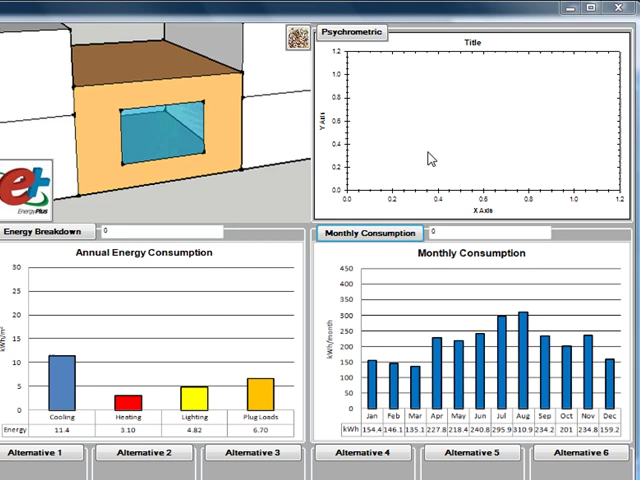 Psychrometric
Title
1.2
1.0
0.8
0.6
0.4
0.2
0.0
Y Axis
0.0 0.2 0.4 0.6 0.8 1.0 1.2
X Axis
et
EnergyPlus
Energy Breakdown 0
Annual Energy Consumption
30
25
20
15
10
5
0
kWh/m²
Cooling Heating Lighting Plug Loads
Energy 11.4 3.10 4.82 6.70
Monthly Consumption 0
Monthly Consumption
450
400
350
300
250
200
150
100
50
0
kWh/month
Jan Feb Mar Apr May Jun Jul Aug Sep Oct Nov Dec
kWh 154.4 146.1 135.1 227.8 218.4 240.8 295.9 310.9 234.2 201 234.8 159.2
Alternative 1 Alternative 2 Alternative 3 Alternative 4 Alternative 5 Alternative 6